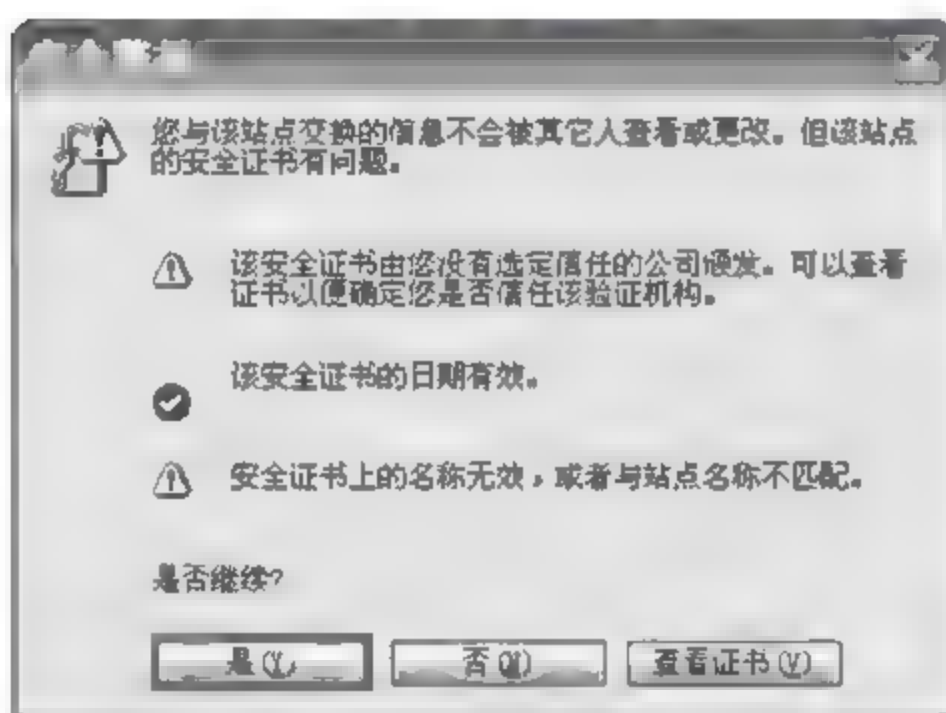 您与该站点交换的信息不会被其它人查看或更改。但该站点
的安全证书有问题。
该安全证书由您没有选定信任的公司颁发。可以查看
证书以便确定您是否信任该验证机构。
该安全证书的日期有效。
安全证书上的名称无效，或者与站点名称不匹配。
是否继续?
是(Y) 否(N) 查看证书(V)